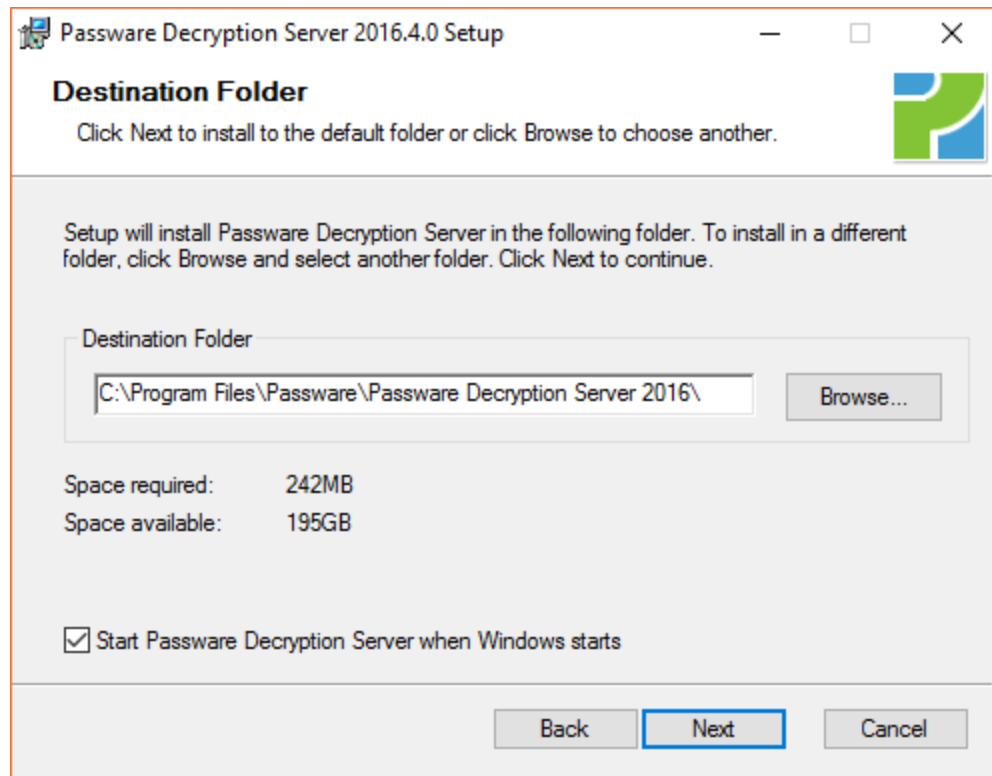 Passware Decryption Server 2016.4.0 Setup
Destination Folder
Click Next to install to the default folder or click Browse to choose another.
Setup will install Passware Decryption Server in the following folder. To install in a different
folder, click Browse and select another folder. Click Next to continue.
Destination Folder
C:\Program Files\Passware\Passware Decryption Server 2016\
Browse...
Space required: 242MB
Space available: 195GB
Start Passware Decryption Server when Windows starts
Back Next Cancel